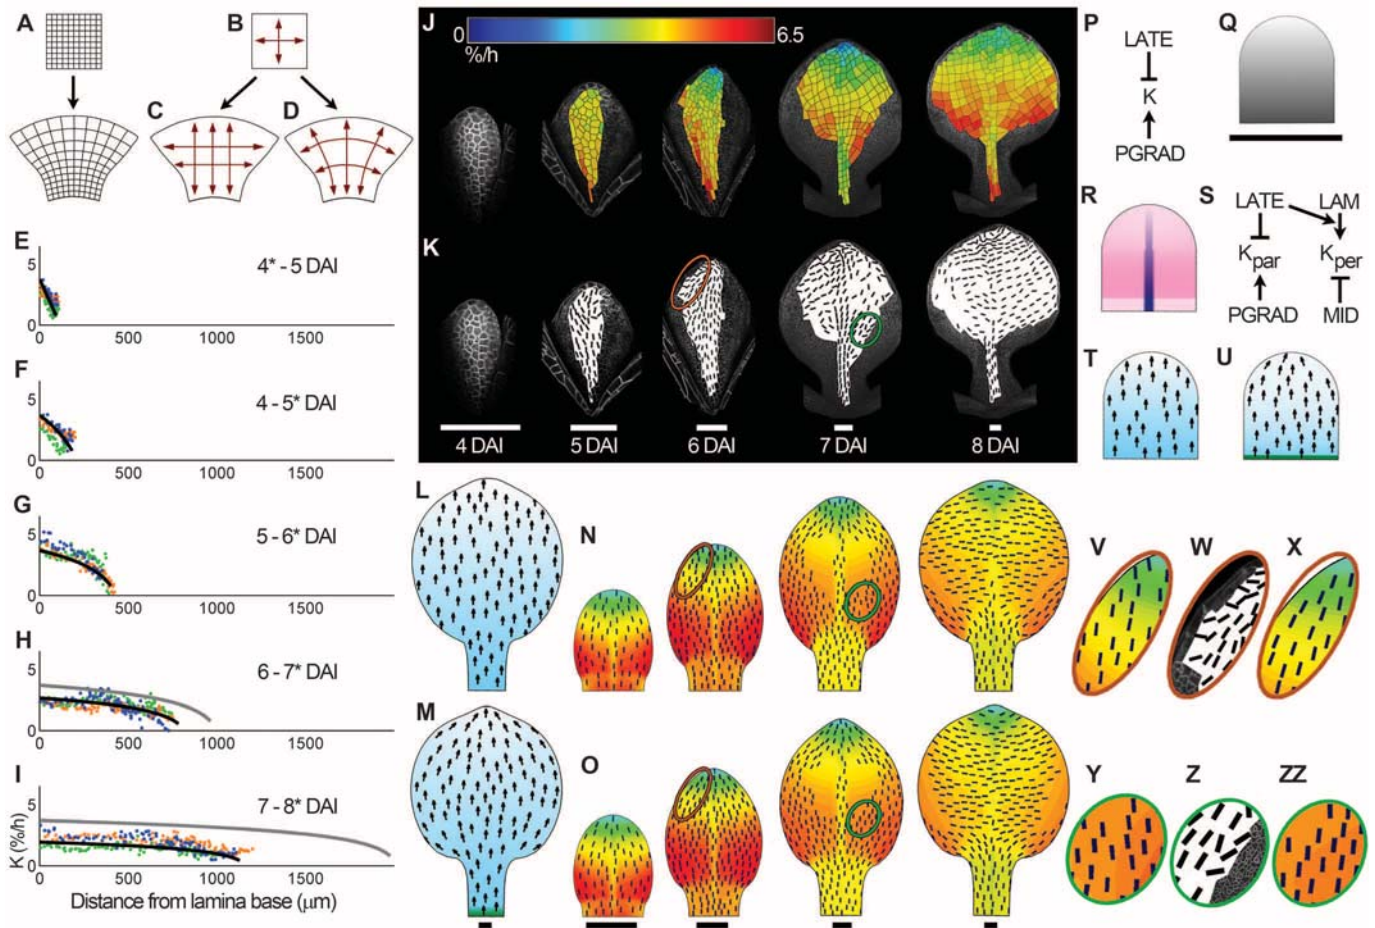 A
B
C
D
E
4* - 5 DAI
5
0
0 500 1000 1500
F
4 - 5* DAI
5
0
0 500 1000 1500
G
5 - 6* DAI
5
0
0 500 1000 1500
H
6 - 7* DAI
5
0
0 500 1000 1500
I
7 - 8* DAI
5
0
K (%/h)
0 500 1000 1500
Distance from lamina base (µm)
J
0 6.5
%/h
K
4 DAI 5 DAI 6 DAI 7 DAI 8 DAI
L
M
N
O
P
LATE
K
PGRAD
Q
R
S
LATE LAM
Kpar Kper
PGRAD MID
T
U
V
W
X
Y
Z
ZZ